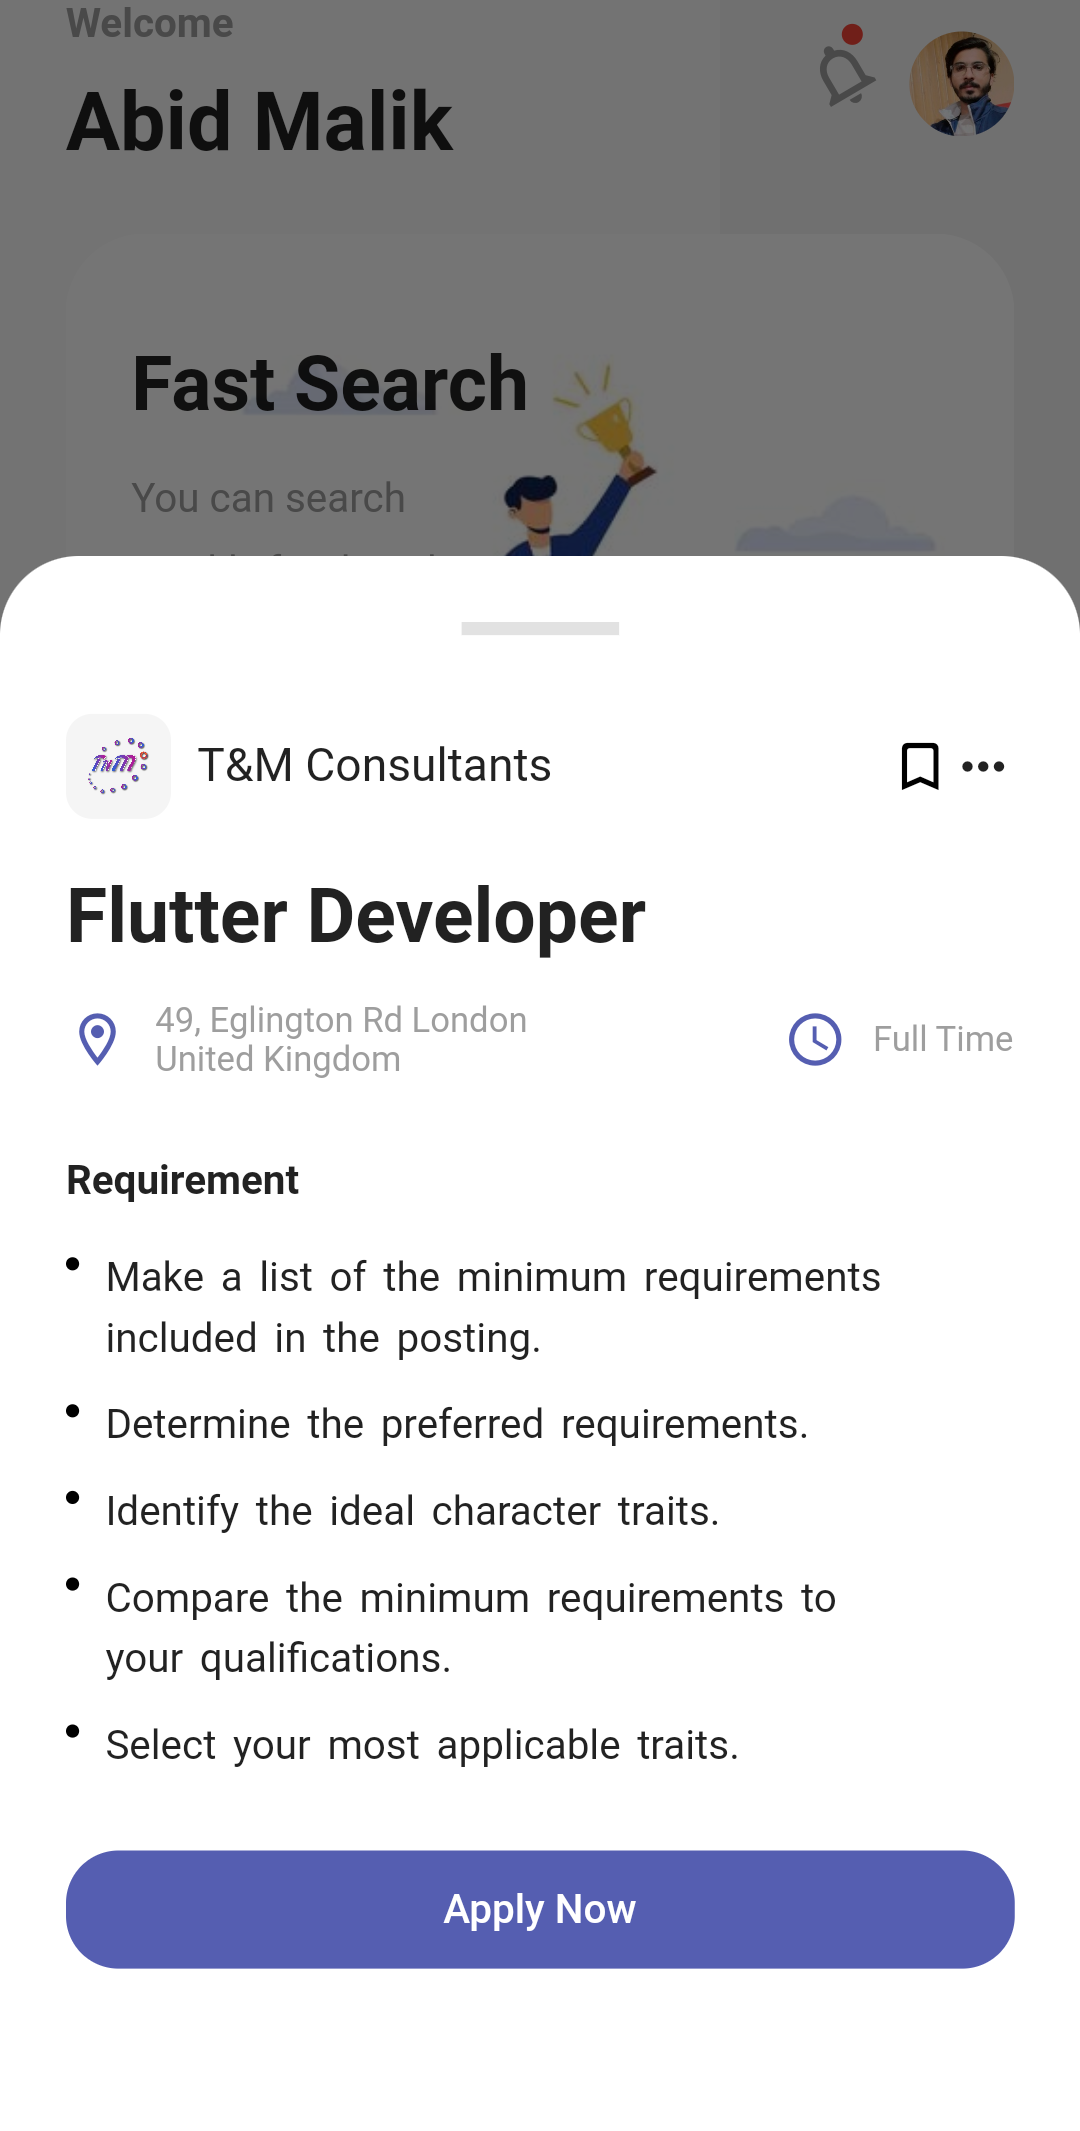 Welcome
Abid Malik
Fast Search
You can search
T&M
T&M Consultants
Flutter Developer
49, Eglington Rd London
United Kingdom
Full Time
Requirement
Make a list of the minimum requirements
included in the posting.
Determine the preferred requirements.
Identify the ideal character traits.
Compare the minimum requirements to
your qualifications.
Select your most applicable traits.
Apply Now